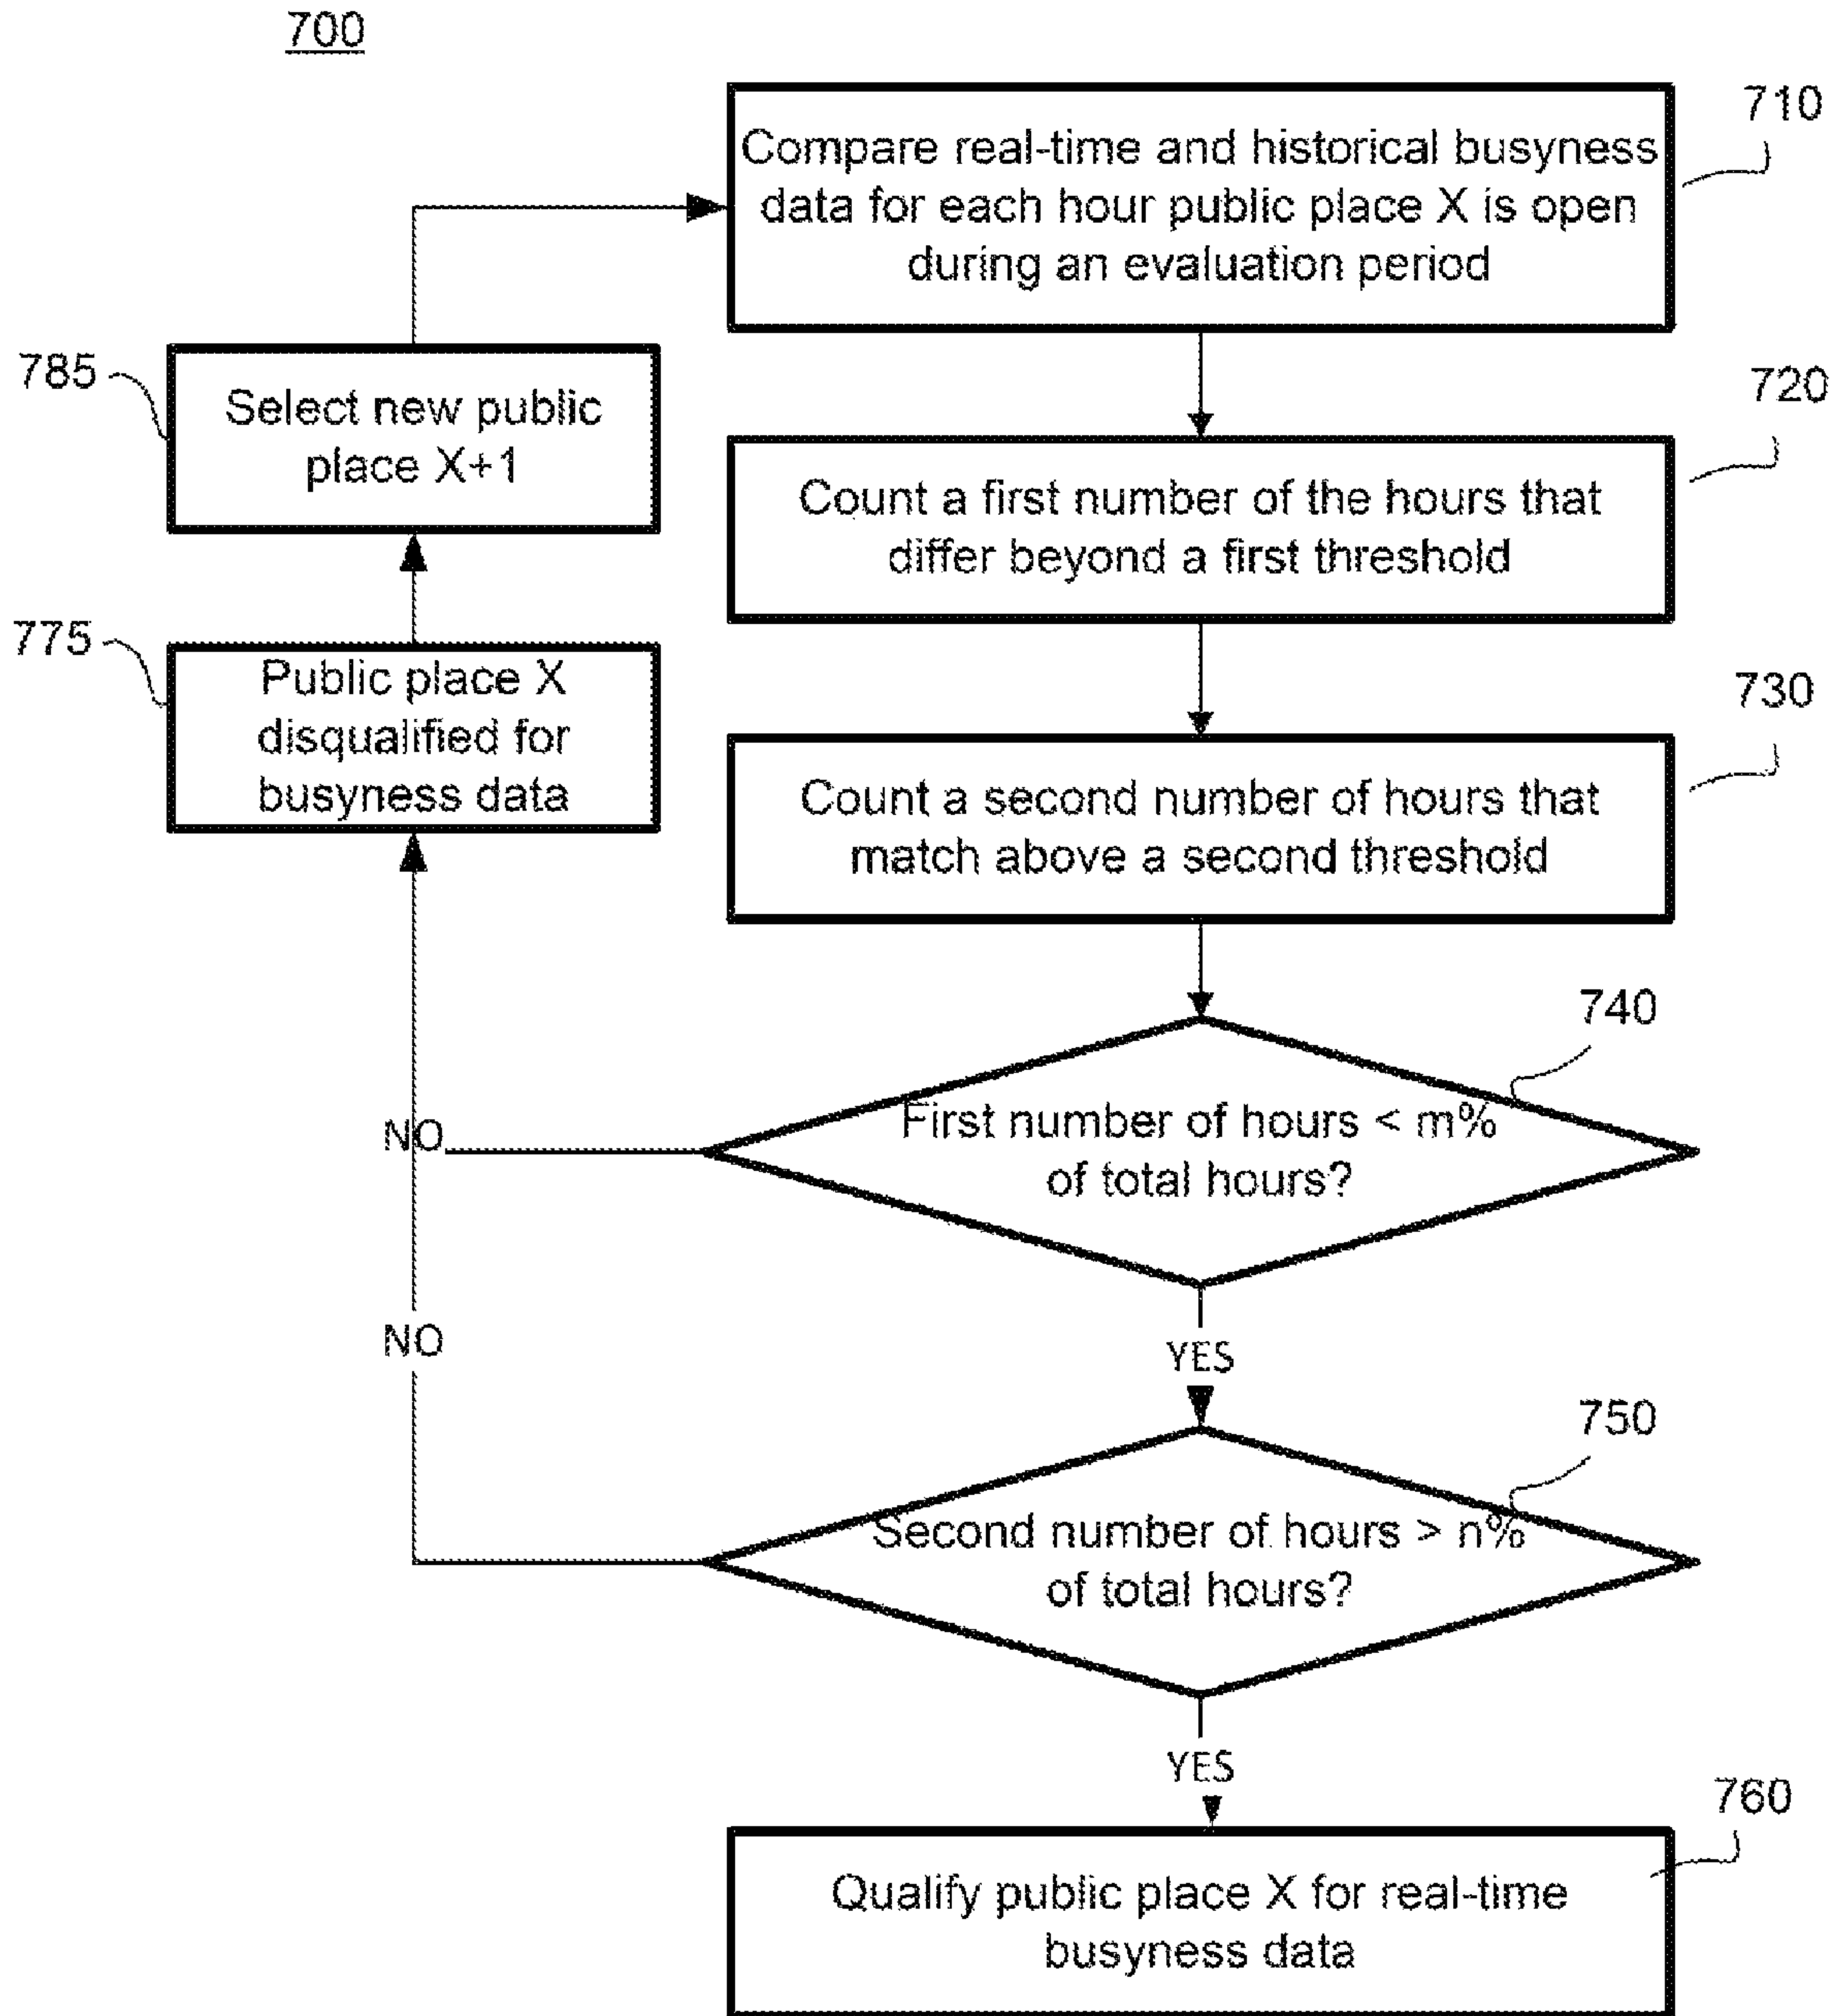 700
710
Compare real-time and historical busyness
data for each hour public place X is open
during an evaluation period
785
Select new public
place X+1
720
Count a first number of the hours that
differ beyond a first threshold
775
Public place X
disqualified for
busyness data
730
Count a second number of hours that
match above a second threshold
740
First number of hours < m%
of total hours?
NO
YES
NO
750
Second number of hours > n%
of total hours?
YES
760
Qualify public place X for real-time
busyness data